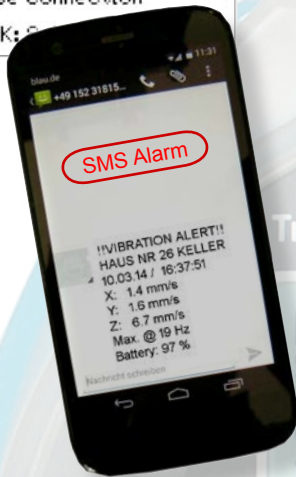 K:
blau.de
11:31
+49 152 31815...
SMS Alarm
!!VIBRATION ALERT!!
HAUS NR 26 KELLER
10.03.14 / 16:37:51
X: 1.4 mm/s
Y: 1.6 mm/s
Z: 6.7 mm/s
Max. @ 19 Hz
Battery: 97 %
Nachricht schreiben